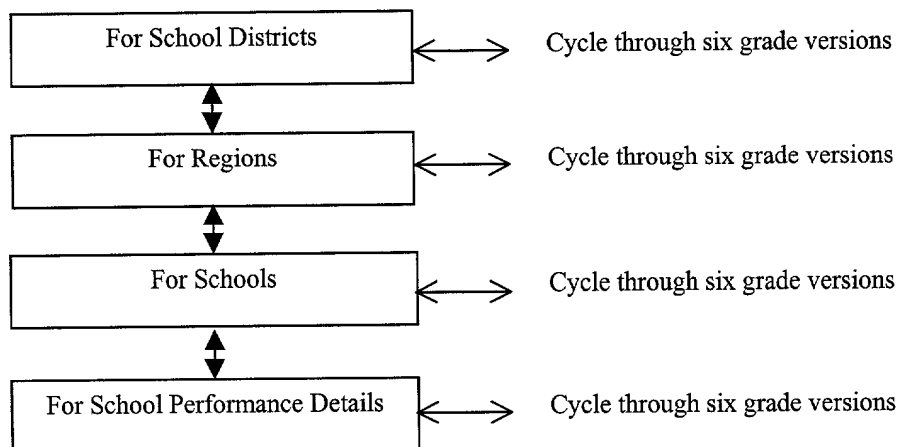 For School Districts
Cycle through six grade versions
For Regions
Cycle through six grade versions
For Schools
Cycle through six grade versions
For School Performance Details
Cycle through six grade versions